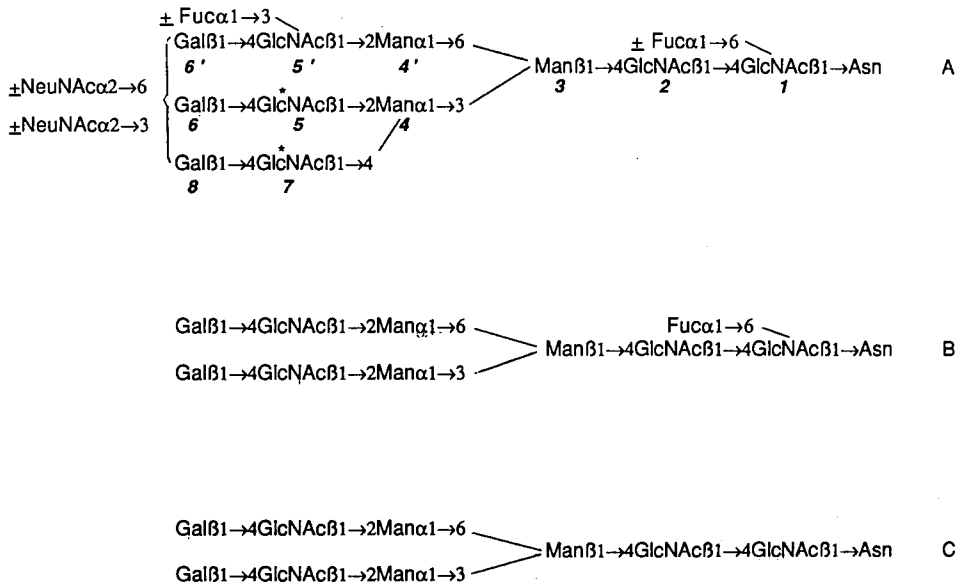 ± Fucα1→3
Galβ1→4GlcNAcβ1→2Manα1→6 ± Fucα1→6
6' 5' 4' Manβ1→4GlcNAcβ1→4GlcNAcβ1→Asn A
±NeuNAcα2→6 3 2 1
* 
Galβ1→4GlcNAcβ1→2Manα1→3
±NeuNAcα2→3 6 5 4
*
Galβ1→4GlcNAcβ1→4
8 7
Galβ1→4GlcNAcβ1→2Manα1→6 Fucα1→6
Manβ1→4GlcNAcβ1→4GlcNAcβ1→Asn B
Galβ1→4GlcNAcβ1→2Manα1→3
Galβ1→4GlcNAcβ1→2Manα1→6
Manβ1→4GlcNAcβ1→4GlcNAcβ1→Asn C
Galβ1→4GlcNAcβ1→2Manα1→3